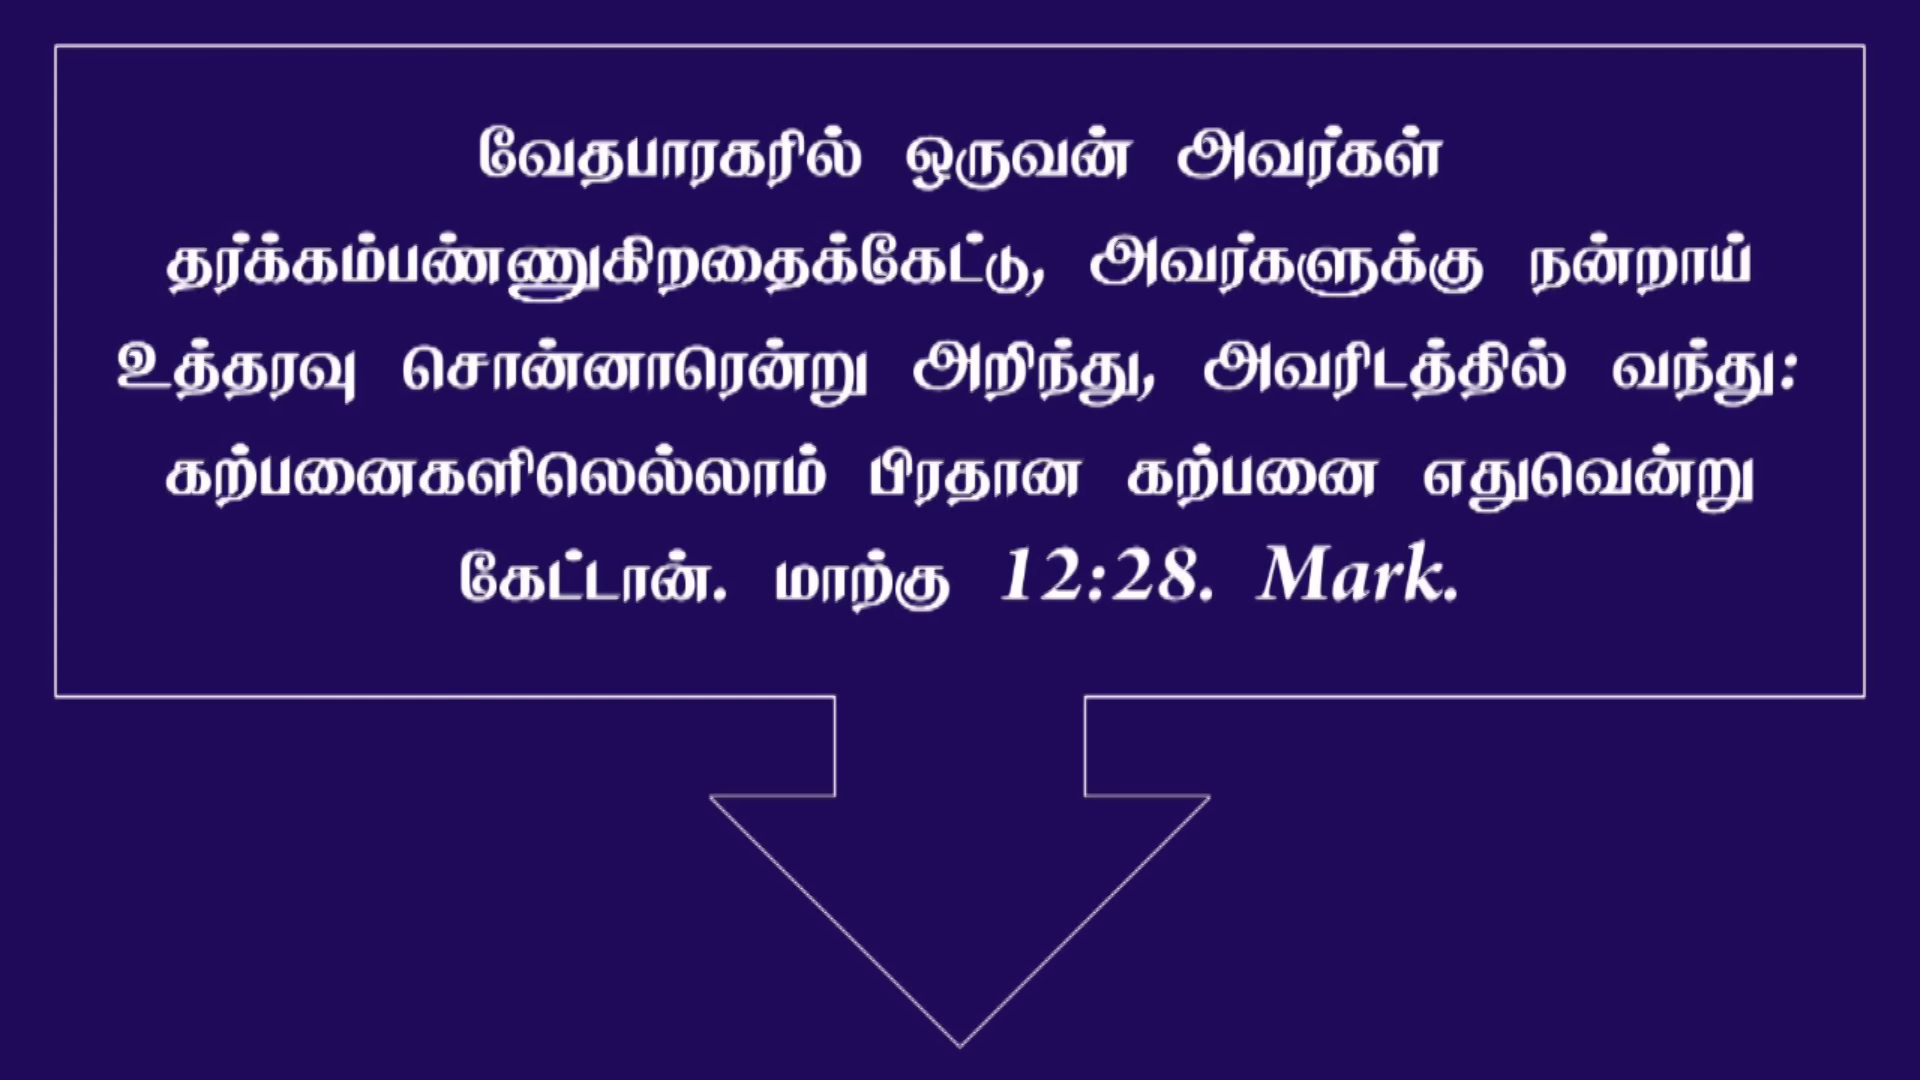 வேதபாரகரில் ஒருவன் அவர்கள்
தர்க்கம்பண்ணுகிறதைக்கேட்டு, அவர்களுக்கு நன்றாய்
உத்தரவு சொன்னாரென்று அறிந்து, அவரிடத்தில் வந்து:
கற்பனைகளிலெல்லாம் பிரதான கற்பனை எதுவென்று
கேட்டான். மாற்கு 12:28. Mark.